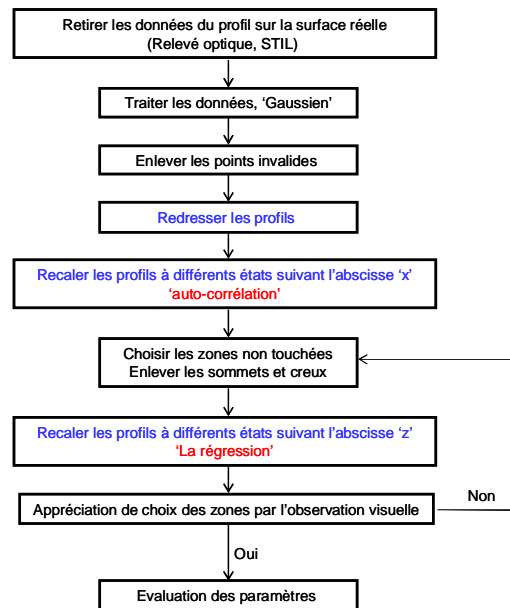 Retirer les données du profil sur la surface réelle
(Relevé optique, STIL)
Traiter les données, ‘Gaussien’
Enlever les points invalides
Redresser les profils
Recaler les profils à différents états suivant l’abscisse ‘x’
‘auto-corrélation’
Choisir les zones non touchées
Enlever les sommets et creux
Recaler les profils à différents états suivant l’abscisse ‘z’
‘La régression’
Appréciation de choix des zones par l’observation visuelle
Non
Oui
Evaluation des paramètres